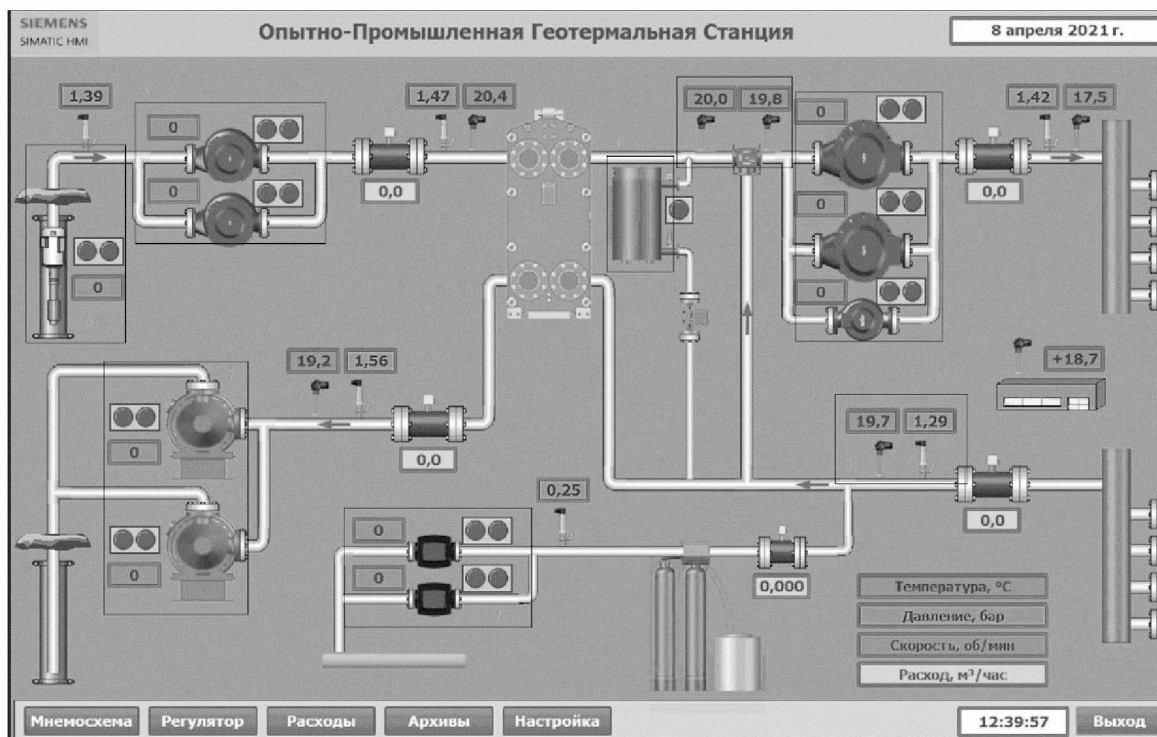 SIEMENS
SIMATIC HMI
Опытно-Промышленная Геотермальная Станция
8 апреля 2021 г.
1,39
1,47
20,4
20,0
19,8
1,42
17,5
0
0
0
0,0
0
0
0
0,0
19,2
1,56
+18,7
0
0,0
19,7
1,29
0,25
0
0
0
0,0
0,000
Температура, °C
Давление, бар
Скорость, об/мин
Расход, м³/час
Мнемосхема
Регулятор
Расходы
Архивы
Настройка
12:39:57
Выход